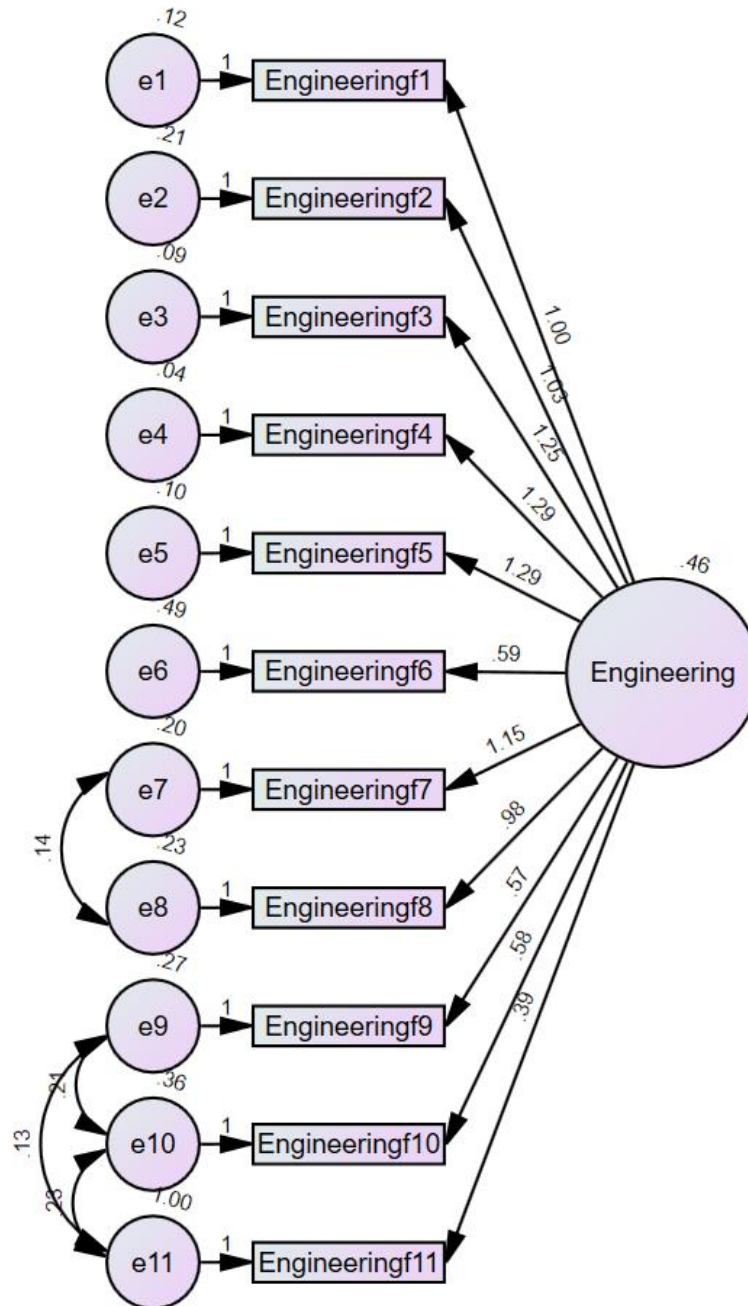 .12
e1
1
Engineeringf1
.21
e2
1
Engineeringf2
.09
e3
1
Engineeringf3
.04
e4
1
Engineeringf4
.10
e5
1
Engineeringf5
.49
e6
1
Engineeringf6
.20
e7
1
Engineeringf7
.23
e8
1
Engineeringf8
.14
.27
e9
1
Engineeringf9
.36
e10
1
Engineeringf10
1.00
e11
1
Engineeringf11
.21
.13
.23
1.00
1.03
1.25
1.29
1.29
.59
1.15
.98
.57
.58
.39
.46
Engineering